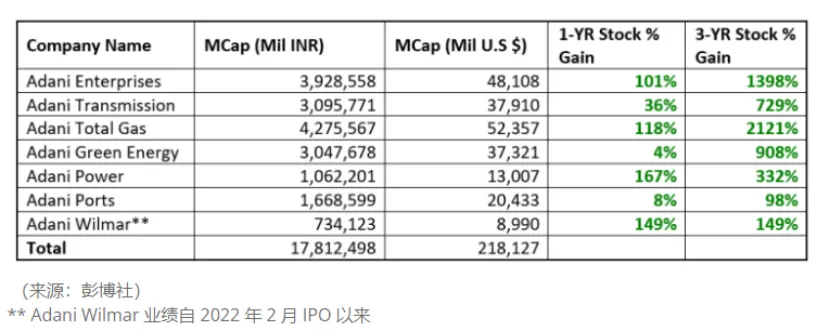 Company Name MCap (Mil INR) MCap (Mil U.S $) 1-YR Stock % Gain 3-YR Stock % Gain
Adani Enterprises 3,928,558 48,108 101% 1398%
Adani Transmission 3,095,771 37,910 36% 729%
Adani Total Gas 4,275,567 52,357 118% 2121%
Adani Green Energy 3,047,678 37,321 4% 908%
Adani Power 1,062,201 13,007 167% 332%
Adani Ports 1,668,599 20,433 8% 98%
Adani Wilmar** 734,123 8,990 149% 149%
Total 17,812,498 218,127
（来源：彭博社）
** Adani Wilmar 业绩自 2022 年 2 月 IPO 以来